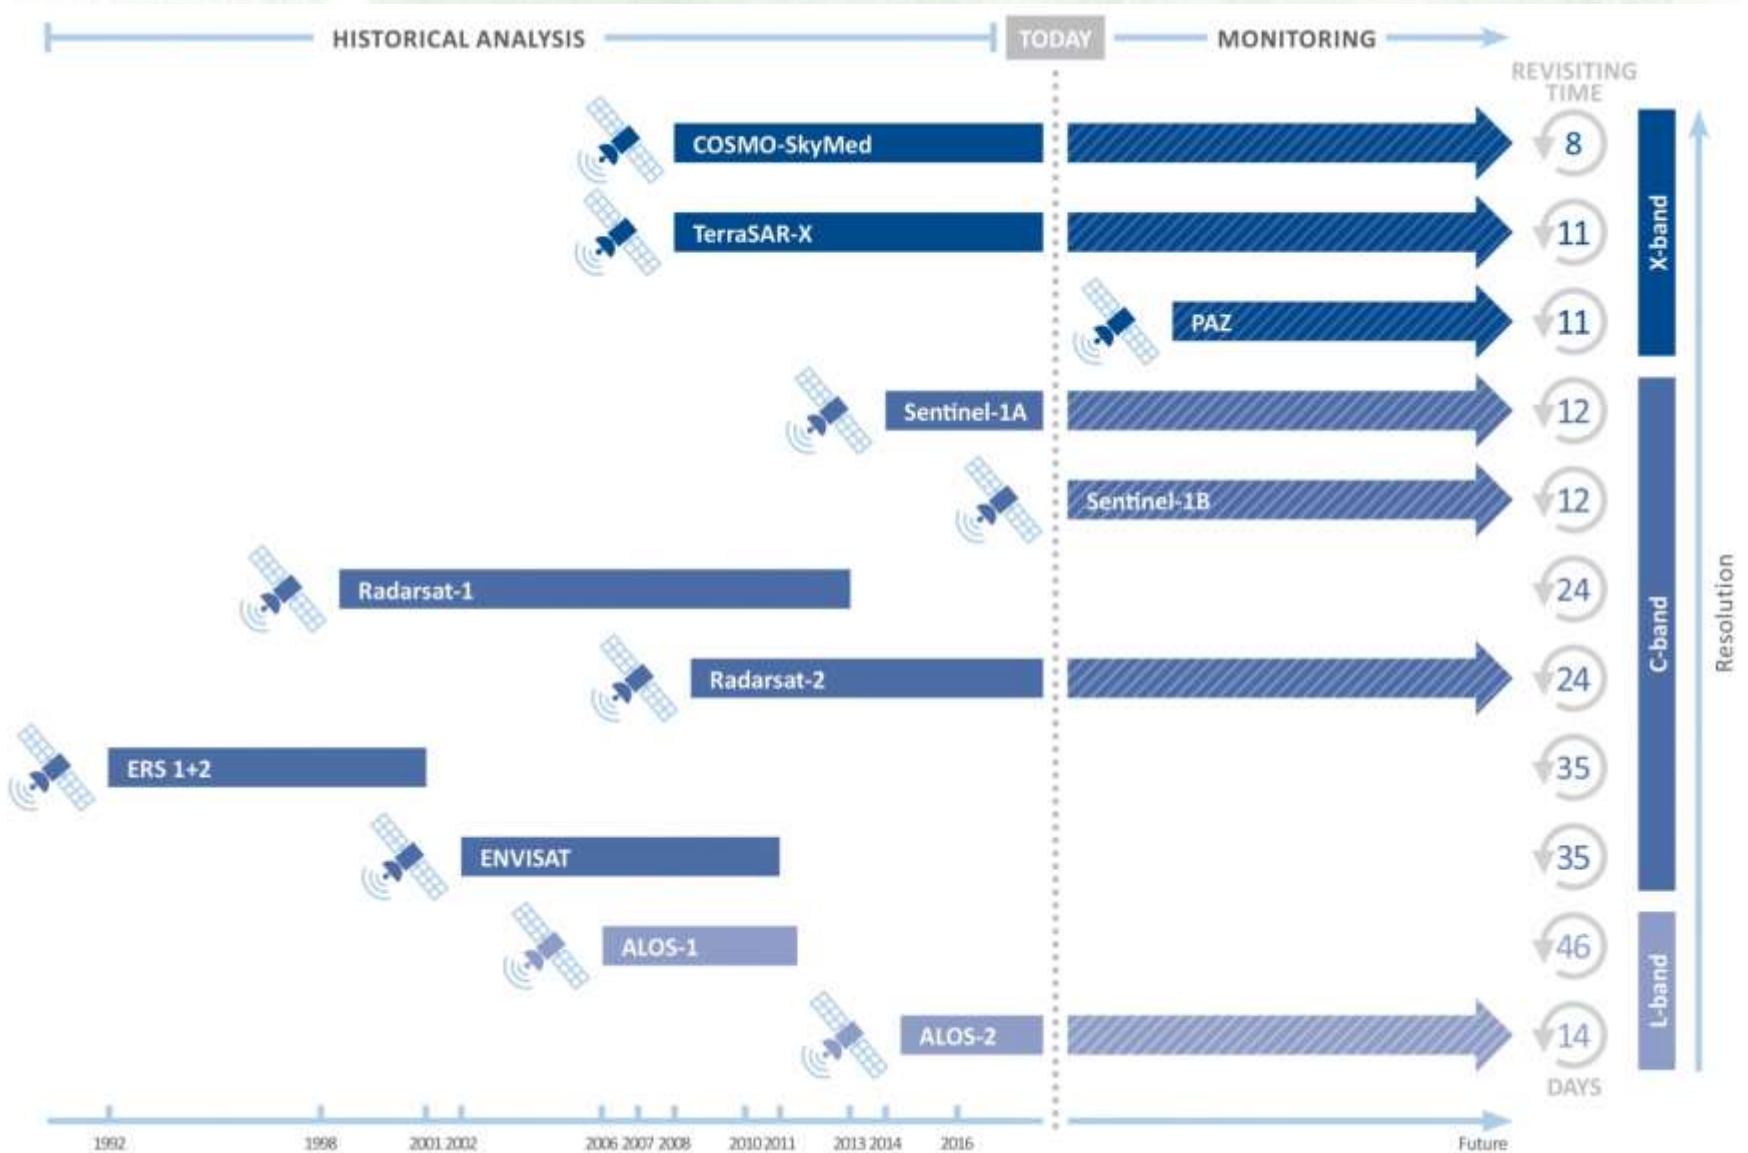 HISTORICAL ANALYSIS
TODAY
MONITORING
REVISITING
TIME
COSMO-SkyMed
8
TerraSAR-X
11
PAZ
11
X-band
Sentinel-1A
12
Sentinel-1B
12
Radarsat-1
24
Radarsat-2
24
ERS 1+2
35
ENVISAT
35
C-band
ALOS-1
46
ALOS-2
14
L-band
DAYS
Resolution
1992 1998 2001 2002 2006 2007 2008 2010 2011 2013 2014 2016 Future